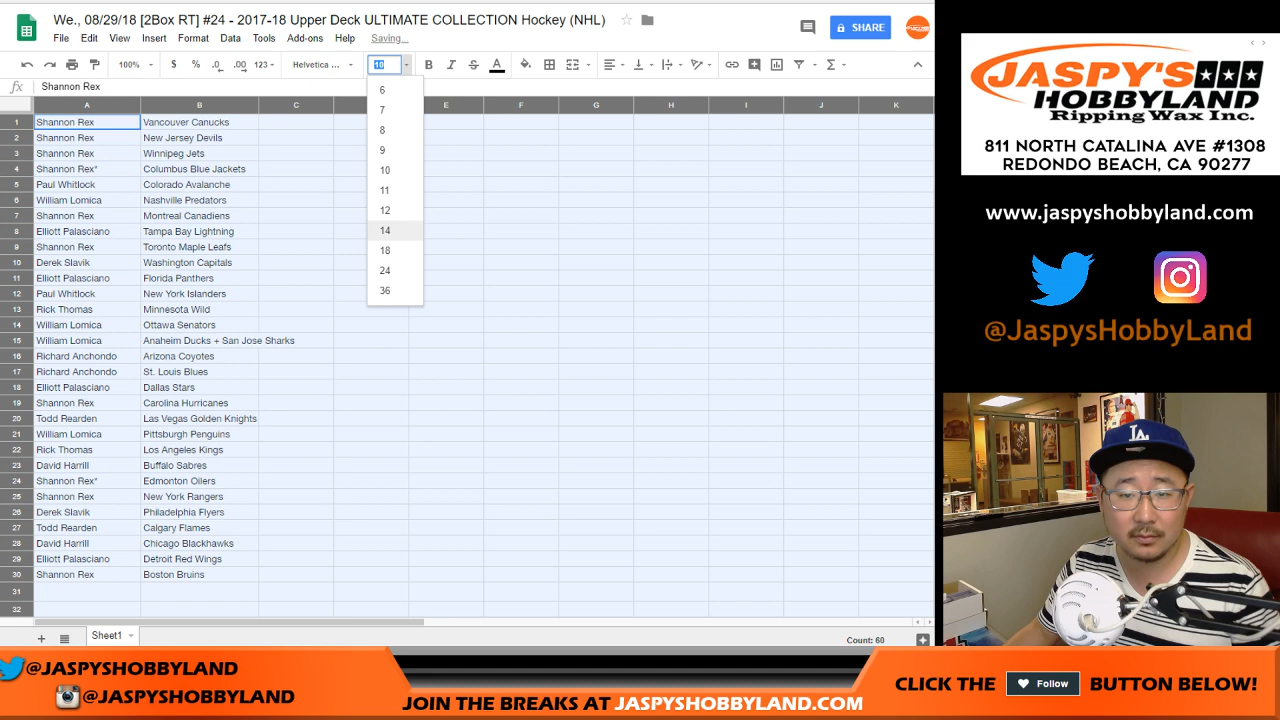 We., 08/29/18 [2Box RT] #24 - 2017-18 Upper Deck ULTIMATE COLLECTION Hockey (NHL)
SHARE
File Edit View Insert Format Data Tools Add-ons Help Saving...
100% $ % .0 .00 123 Helvetica ... 10 B I S A
fx Shannon Rex
A B C E F G H I J K
1 Shannon Rex Vancouver Canucks
2 Shannon Rex New Jersey Devils
3 Shannon Rex Winnipeg Jets
4 Shannon Rex* Columbus Blue Jackets
5 Paul Whitlock Colorado Avalanche
6 William Lomica Nashville Predators
7 Shannon Rex Montreal Canadiens
8 Elliott Palasciano Tampa Bay Lightning
9 Shannon Rex Toronto Maple Leafs
10 Derek Slavik Washington Capitals
11 Elliott Palasciano Florida Panthers
12 Paul Whitlock New York Islanders
13 Rick Thomas Minnesota Wild
14 William Lomica Ottawa Senators
15 William Lomica Anaheim Ducks + San Jose Sharks
16 Richard Anchondo Arizona Coyotes
17 Richard Anchondo St. Louis Blues
18 Elliott Palasciano Dallas Stars
19 Shannon Rex Carolina Hurricanes
20 Todd Rearden Las Vegas Golden Knights
21 William Lomica Pittsburgh Penguins
22 Rick Thomas Los Angeles Kings
23 David Harrill Buffalo Sabres
24 Shannon Rex* Edmonton Oilers
25 Shannon Rex New York Rangers
26 Derek Slavik Philadelphia Flyers
27 Todd Rearden Calgary Flames
28 David Harrill Chicago Blackhawks
29 Elliott Palasciano Detroit Red Wings
30 Shannon Rex Boston Bruins
31
32
6
7
8
9
10
11
12
14
18
24
36
Sheet1
Count: 60
JASPY'S
HOBBYLAND
Ripping Wax Inc.
811 NORTH CATALINA AVE #1308
REDONDO BEACH, CA 90277
www.jaspyshobbyland.com
@JaspysHobbyLand
LA
@JASPYSHOBBYLAND
@JASPYSHOBBYLAND
JOIN THE BREAKS AT JASPYSHOBBYLAND.COM
CLICK THE Follow BUTTON BELOW!